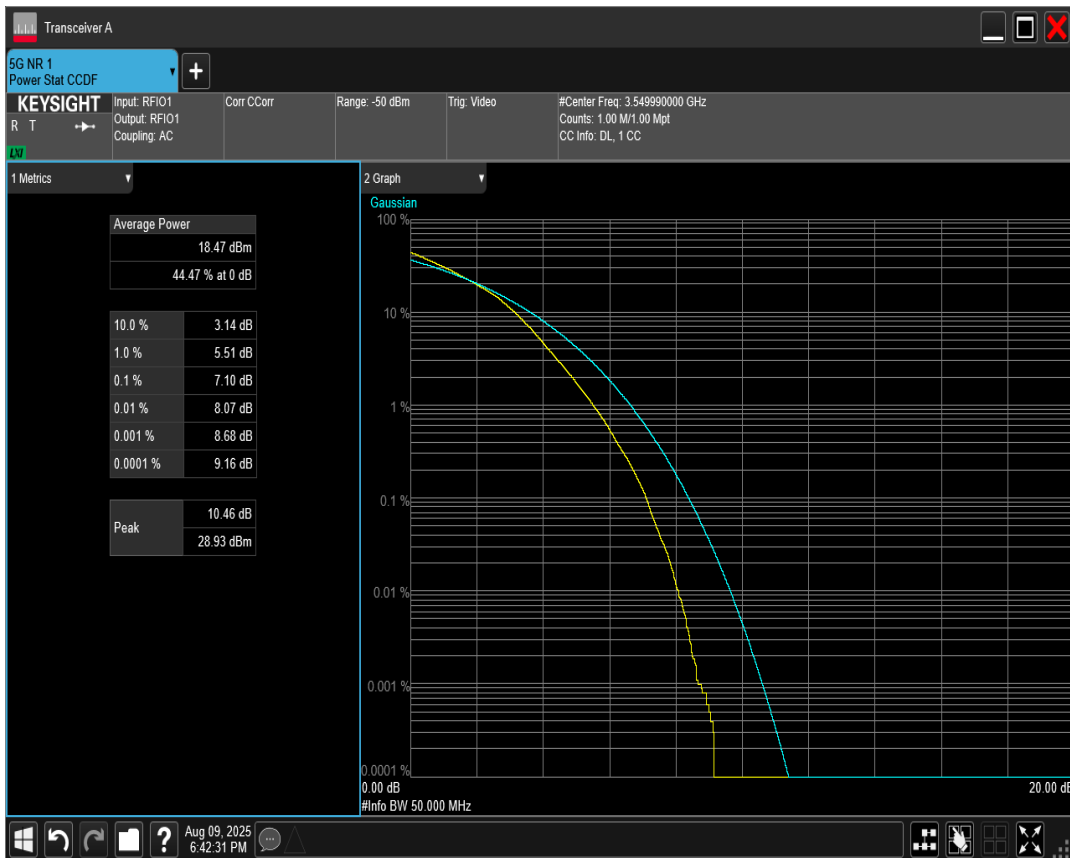 Transceiver A
5G NR 1
Power Stat CCDF
KEYSIGHT
R T
LXI
Input: RFIO1
Output: RFIO1
Coupling: AC
Corr CCorr
Range: -50 dBm
Trig: Video
#Center Freq: 3.549990000 GHz
Counts: 1.00 M/1.00 Mpt
CC Info: DL, 1 CC
1 Metrics
Average Power
18.47 dBm
44.47 % at 0 dB
10.0 % 3.14 dB
1.0 % 5.51 dB
0.1 % 7.10 dB
0.01 % 8.07 dB
0.001 % 8.68 dB
0.0001 % 9.16 dB
Peak
10.46 dB
28.93 dBm
2 Graph
Gaussian
100 %
10 %
1 %
0.1 %
0.01 %
0.001 %
0.0001 %
0.00 dB
20.00 dB
#Info BW 50.000 MHz
Aug 09, 2025
6:42:31 PM